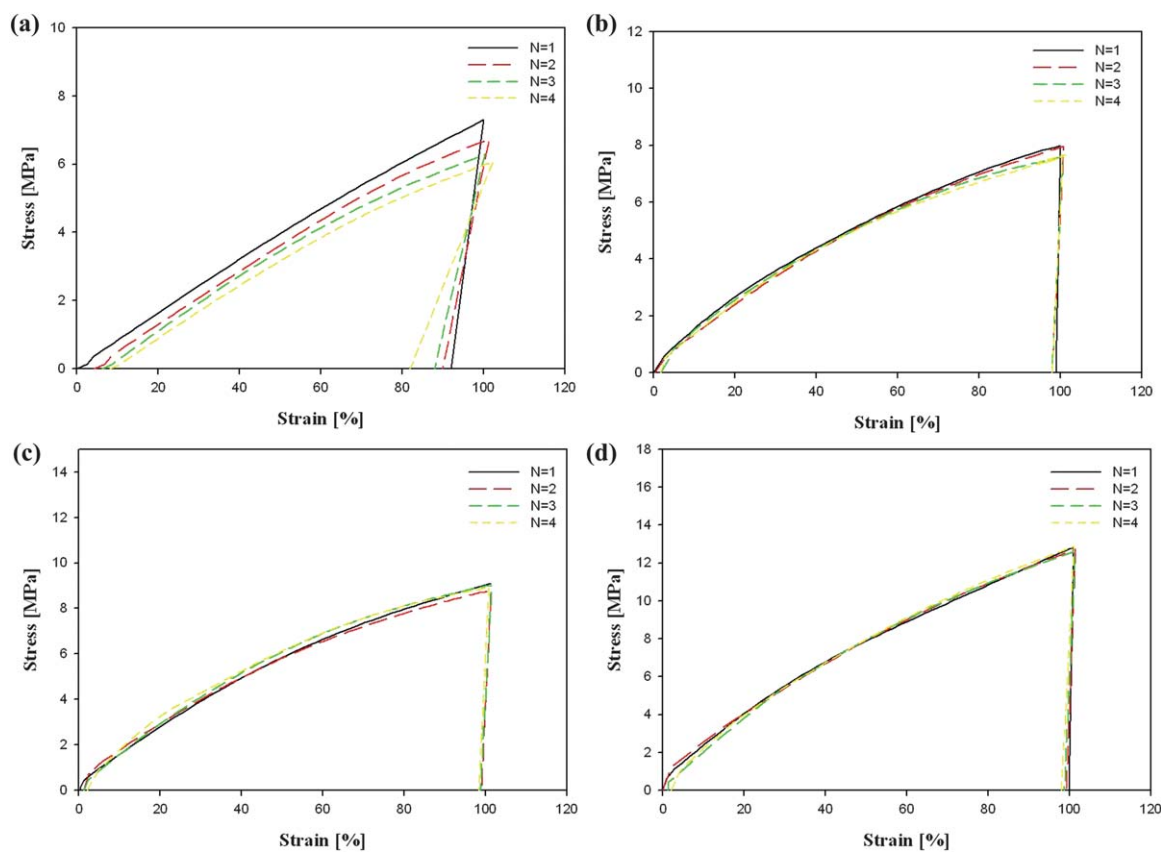 (a)
10
8
6
4
2
0
Stress [MPa]
0 20 40 60 80 100 120
Strain [%]
N=1
N=2
N=3
N=4
(b)
12
10
8
6
4
2
0
Stress [MPa]
0 20 40 60 80 100 120
Strain [%]
N=1
N=2
N=3
N=4
(c)
14
12
10
8
6
4
2
0
Stress [MPa]
0 20 40 60 80 100 120
Strain [%]
N=1
N=2
N=3
N=4
(d)
18
16
14
12
10
8
6
4
2
0
Stress [MPa]
0 20 40 60 80 100 120
Strain [%]
N=1
N=2
N=3
N=4